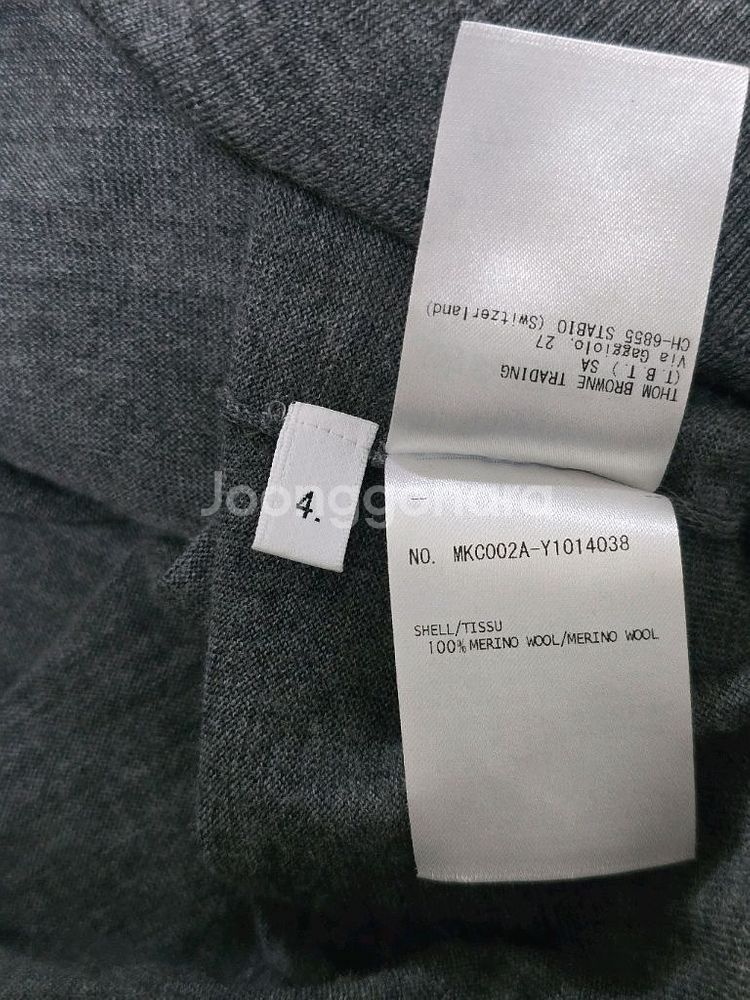 THOM BROWNE TRADING
(T.B.T.) SA
Via Gaggiolo, 27
CH-6855 STABIO (Switzerland)
4.
Joonggonara
NO. MKC002A-Y1014038
SHELL/TISSU
100% MERINO WOOL/MERINO WOOL